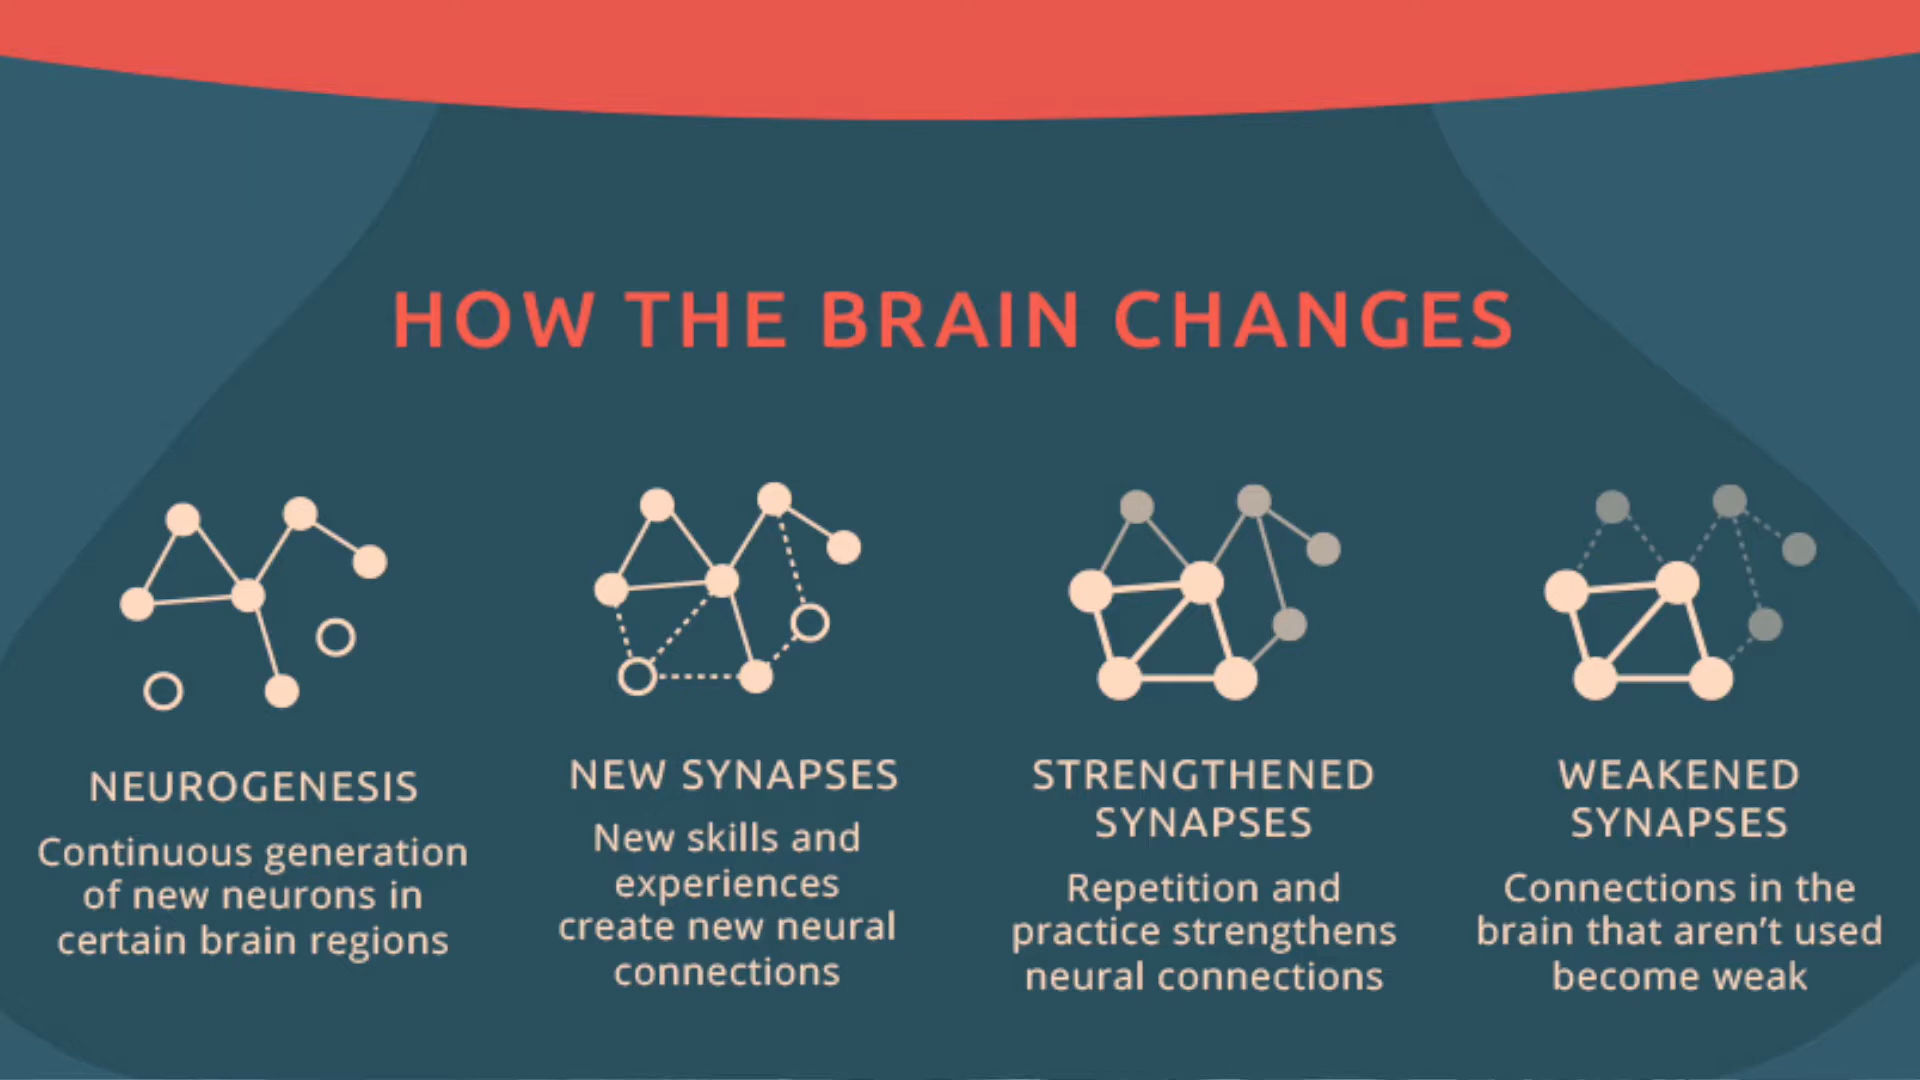 HOW THE BRAIN CHANGES
NEUROGENESIS
Continuous generation
of new neurons in
certain brain regions
NEW SYNAPSES
New skills and
experiences
create new neural
connections
STRENGTHENED
SYNAPSES
Repetition and
practice strengthens
neural connections
WEAKENED
SYNAPSES
Connections in the
brain that aren’t used
become weak